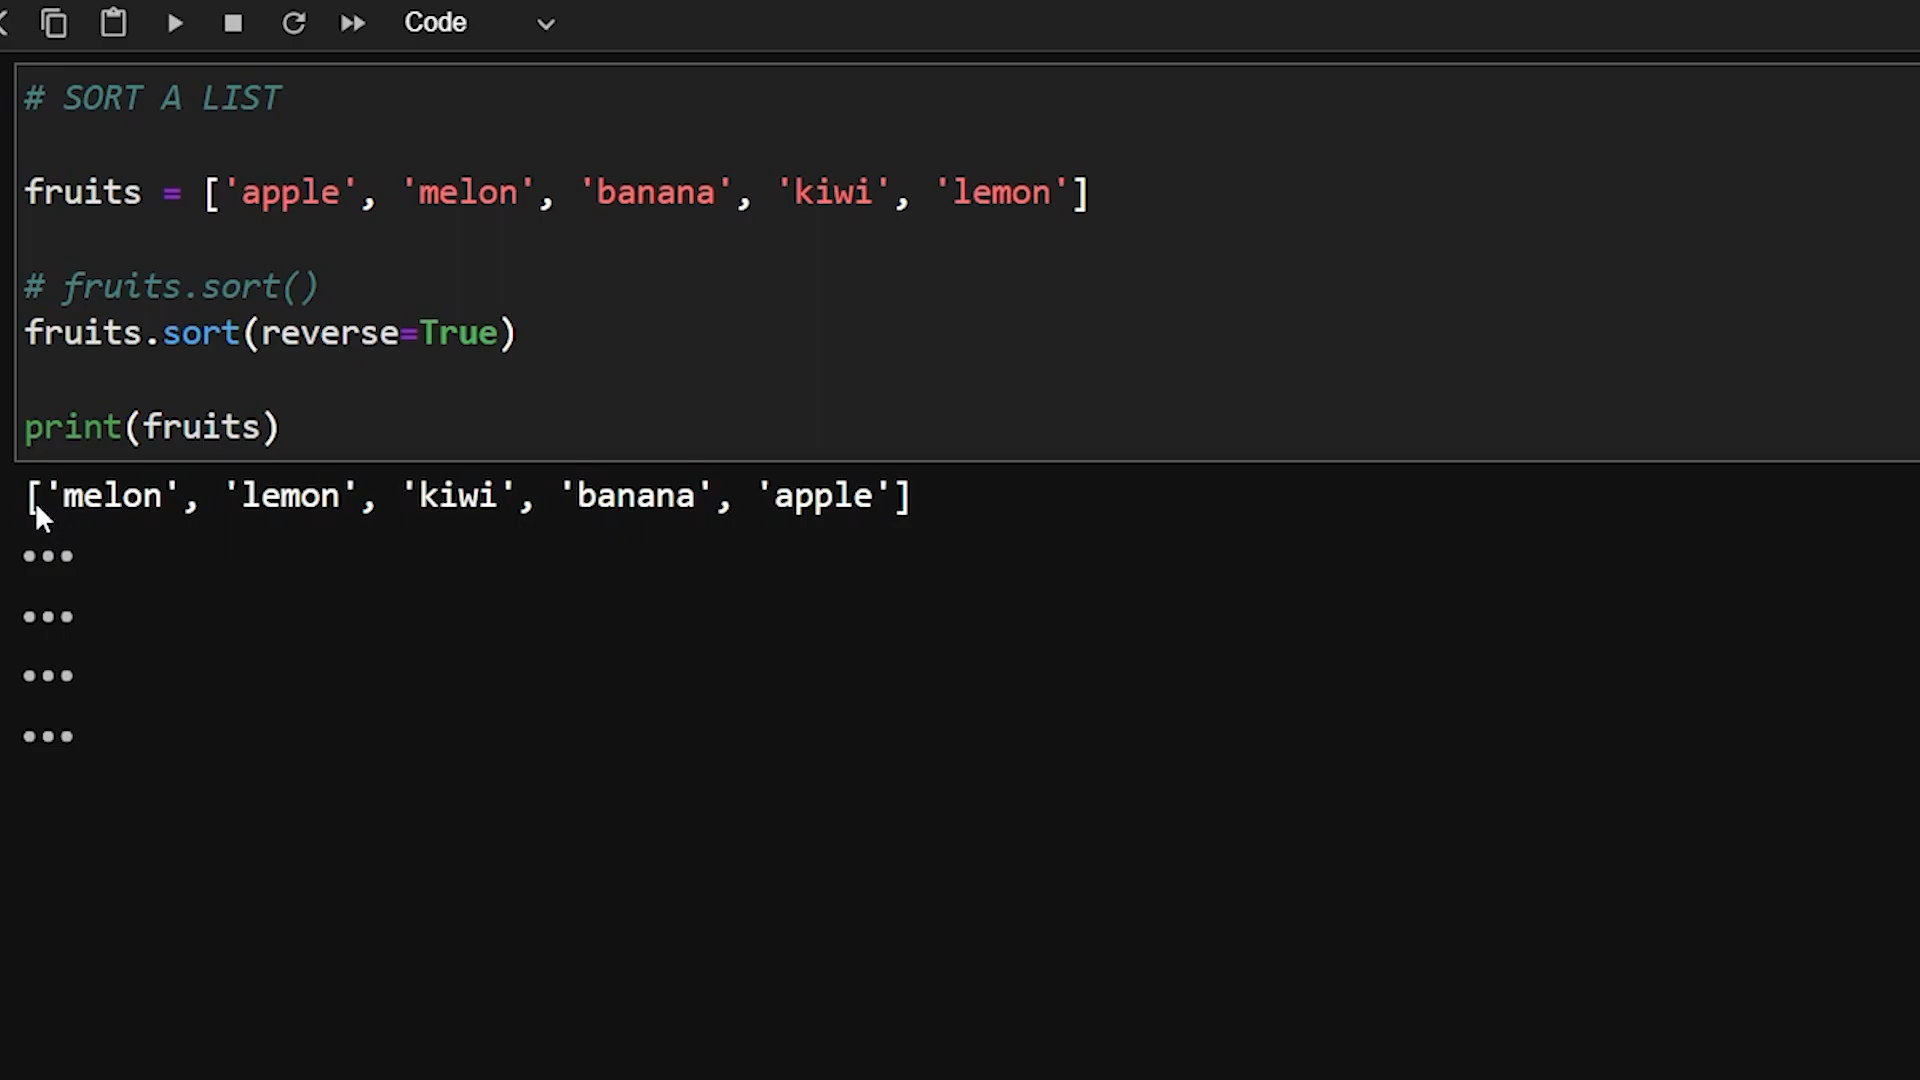 Code
# SORT A LIST
fruits = ['apple', 'melon', 'banana', 'kiwi', 'lemon']
# fruits.sort()
fruits.sort(reverse=True)
print(fruits)
['melon', 'lemon', 'kiwi', 'banana', 'apple']